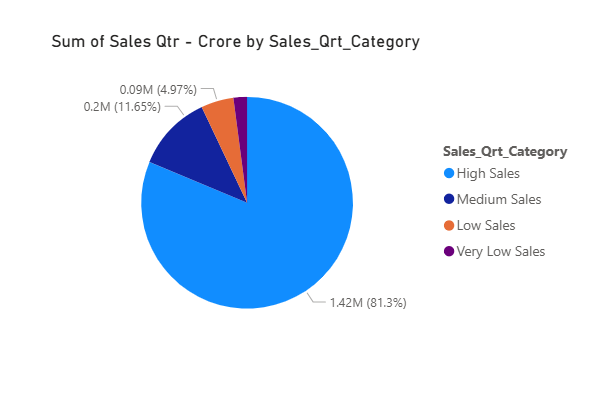 Sum of Sales Qtr - Crore by Sales_Qrt_Category
0.09M (4.97%)
0.2M (11.65%)
Sales_Qrt_Category
High Sales
Medium Sales
Low Sales
Very Low Sales
1.42M (81.3%)